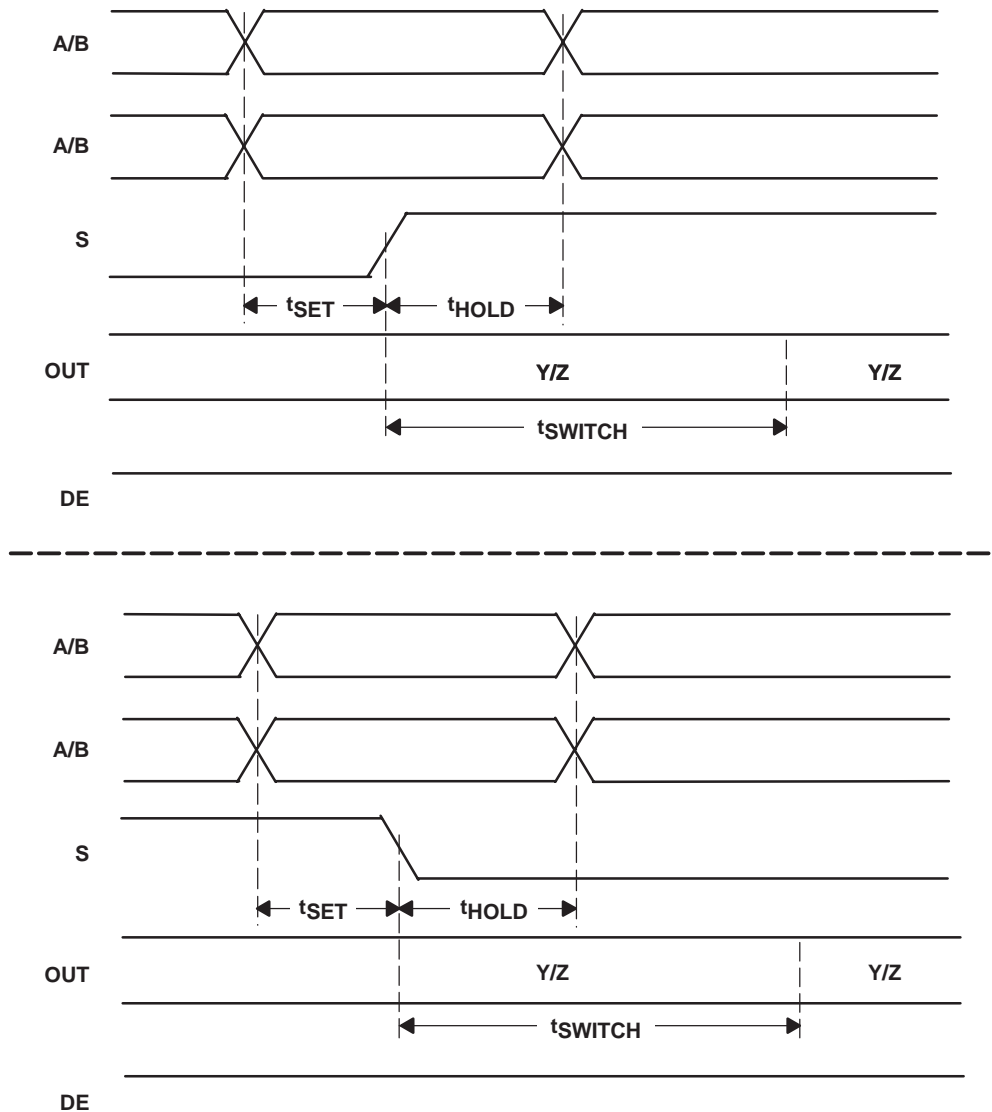 A/B
A/B
S
tSET tHOLD
OUT Y/Z Y/Z
tSWITCH
DE
A/B
A/B
S
tSET tHOLD
OUT Y/Z Y/Z
tSWITCH
DE